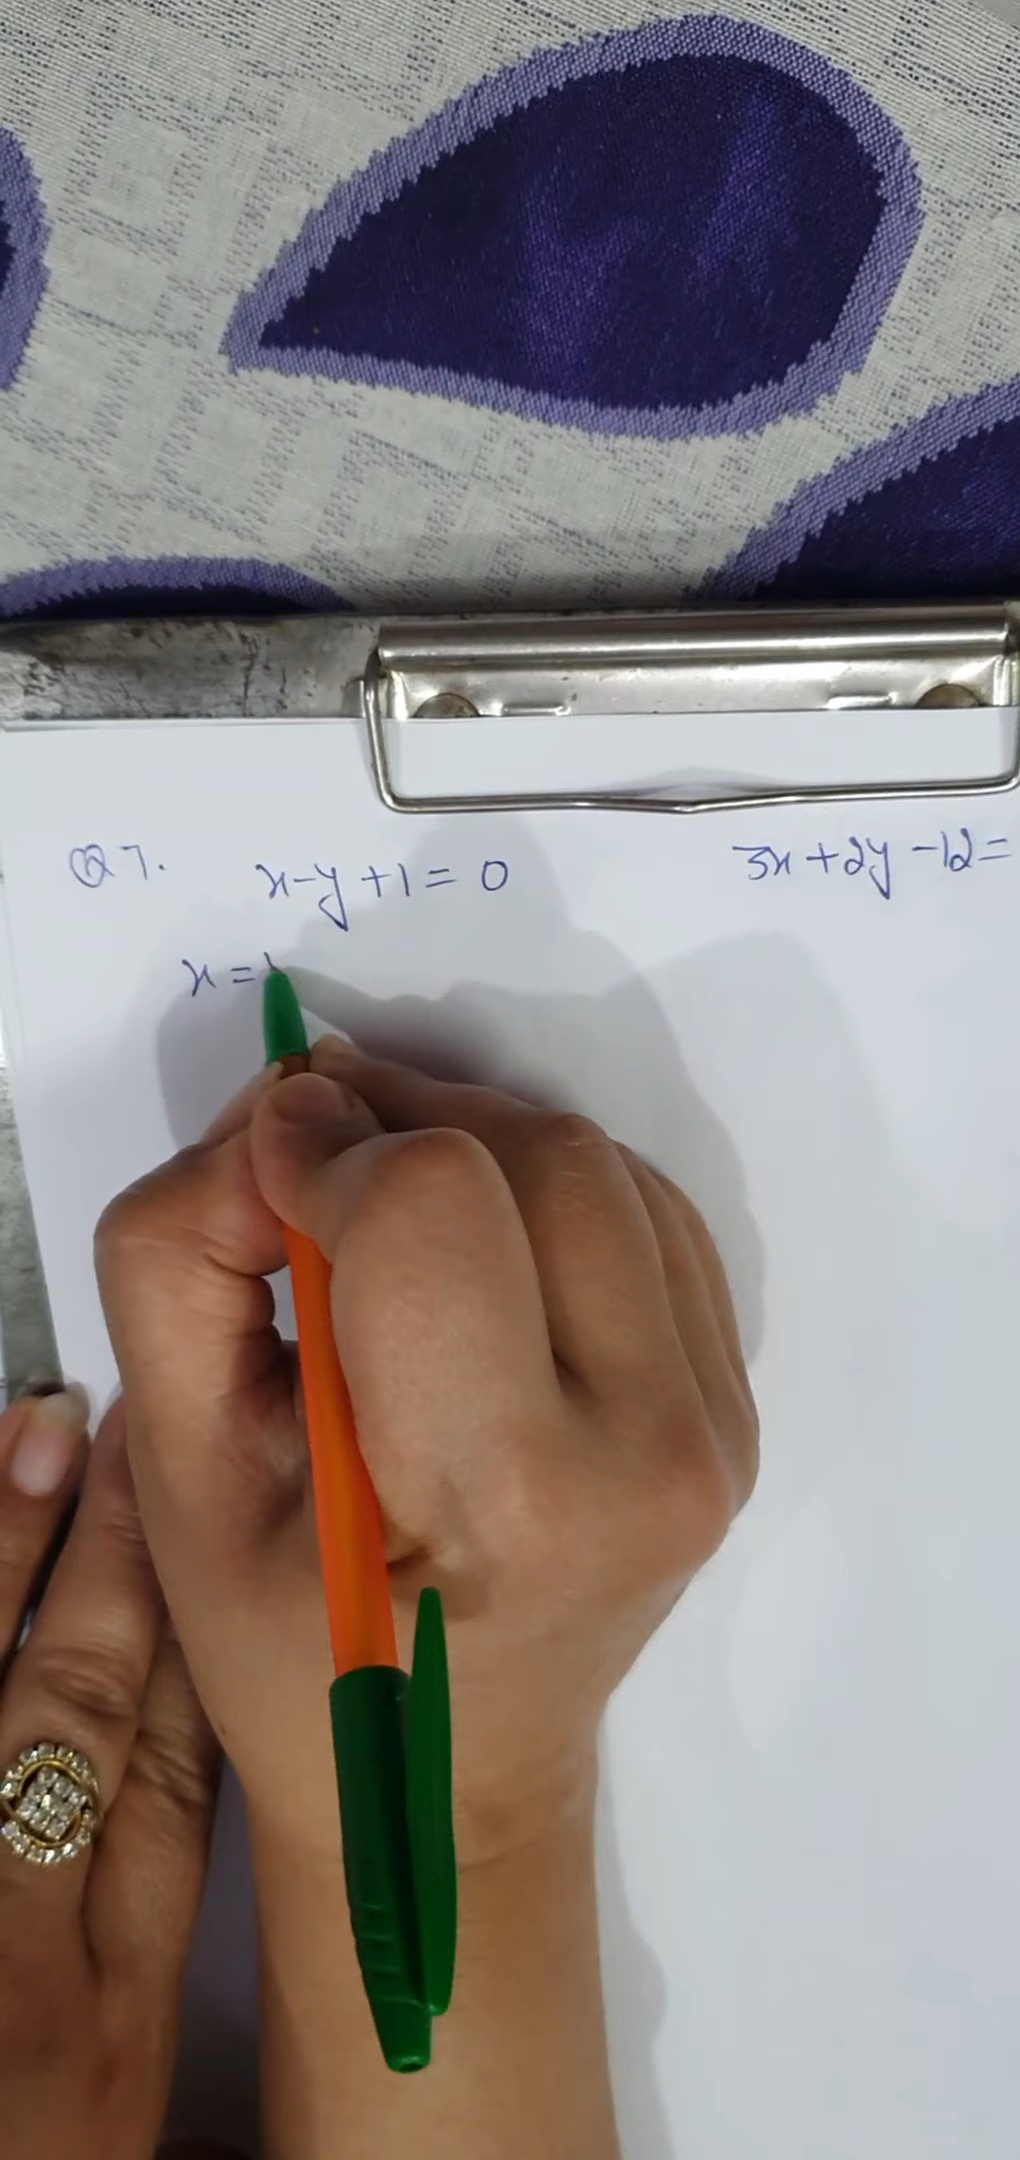 Q7. x-y+1=0 3x+2y-12=
x=